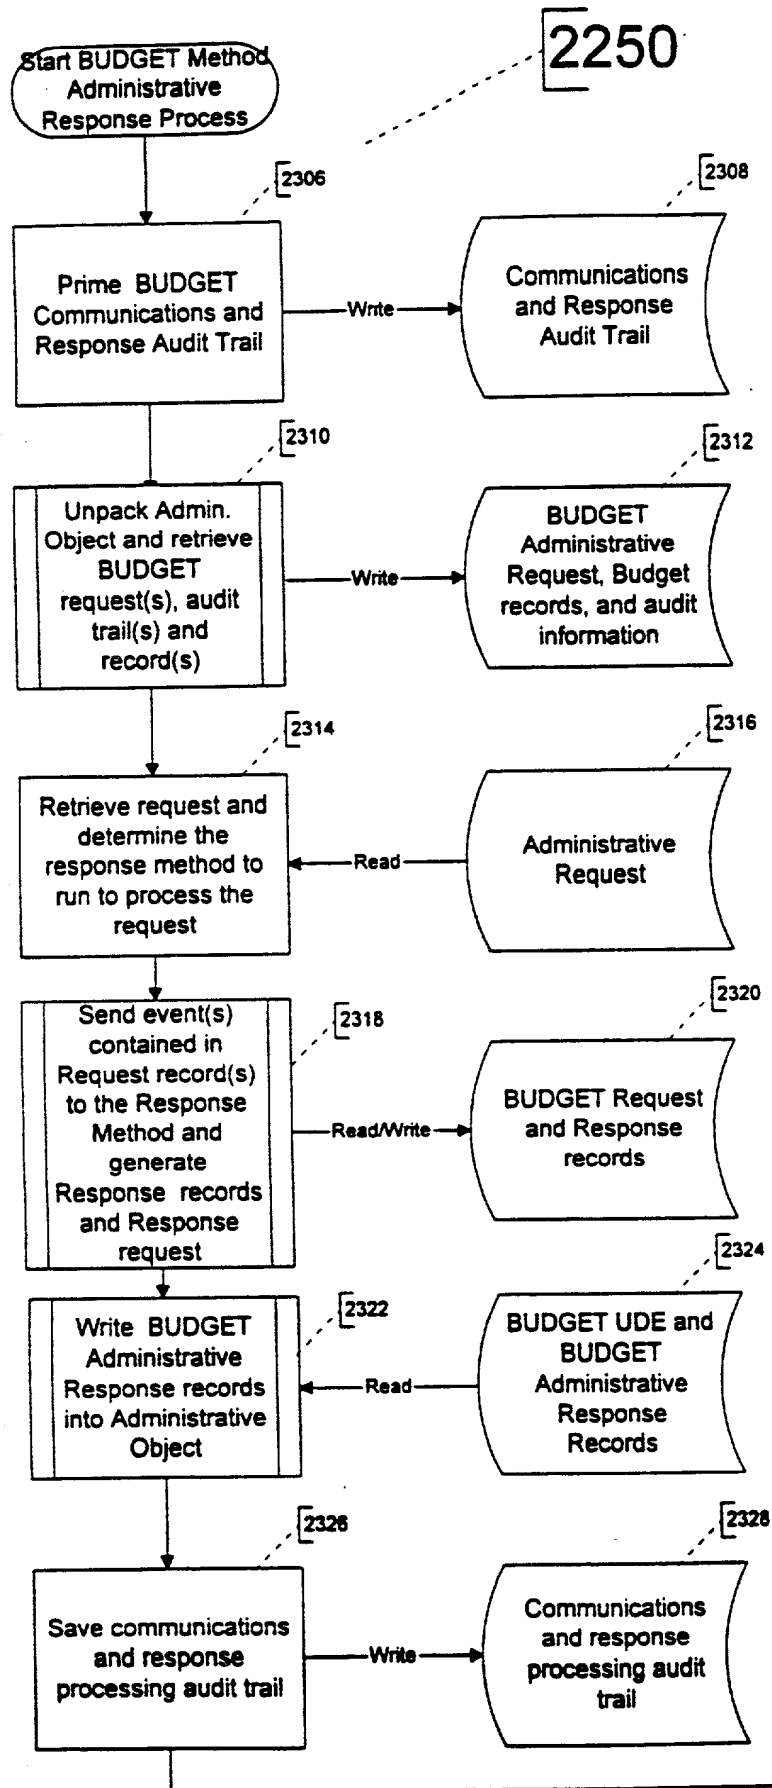 Start BUDGET Method
Administrative
Response Process
2250
2306
Prime BUDGET
Communications and
Response Audit Trail
Write
2308
Communications
and Response
Audit Trail
2310
Unpack Admin.
Object and retrieve
BUDGET
request(s), audit
trail(s) and
record(s)
Write
2312
BUDGET
Administrative
Request, Budget
records, and audit
information
2314
Retrieve request and
determine the
response method to
run to process the
request
Read
2316
Administrative
Request
2318
Send event(s)
contained in
Request record(s)
to the Response
Method and
generate
Response records
and Response
request
Read/Write
2320
BUDGET Request
and Response
records
2322
Write BUDGET
Administrative
Response records
into Administrative
Object
Read
2324
BUDGET UDE and
BUDGET
Administrative
Response
Records
2326
Save communications
and response
processing audit trail
Write
2328
Communications
and response
processing audit
trail